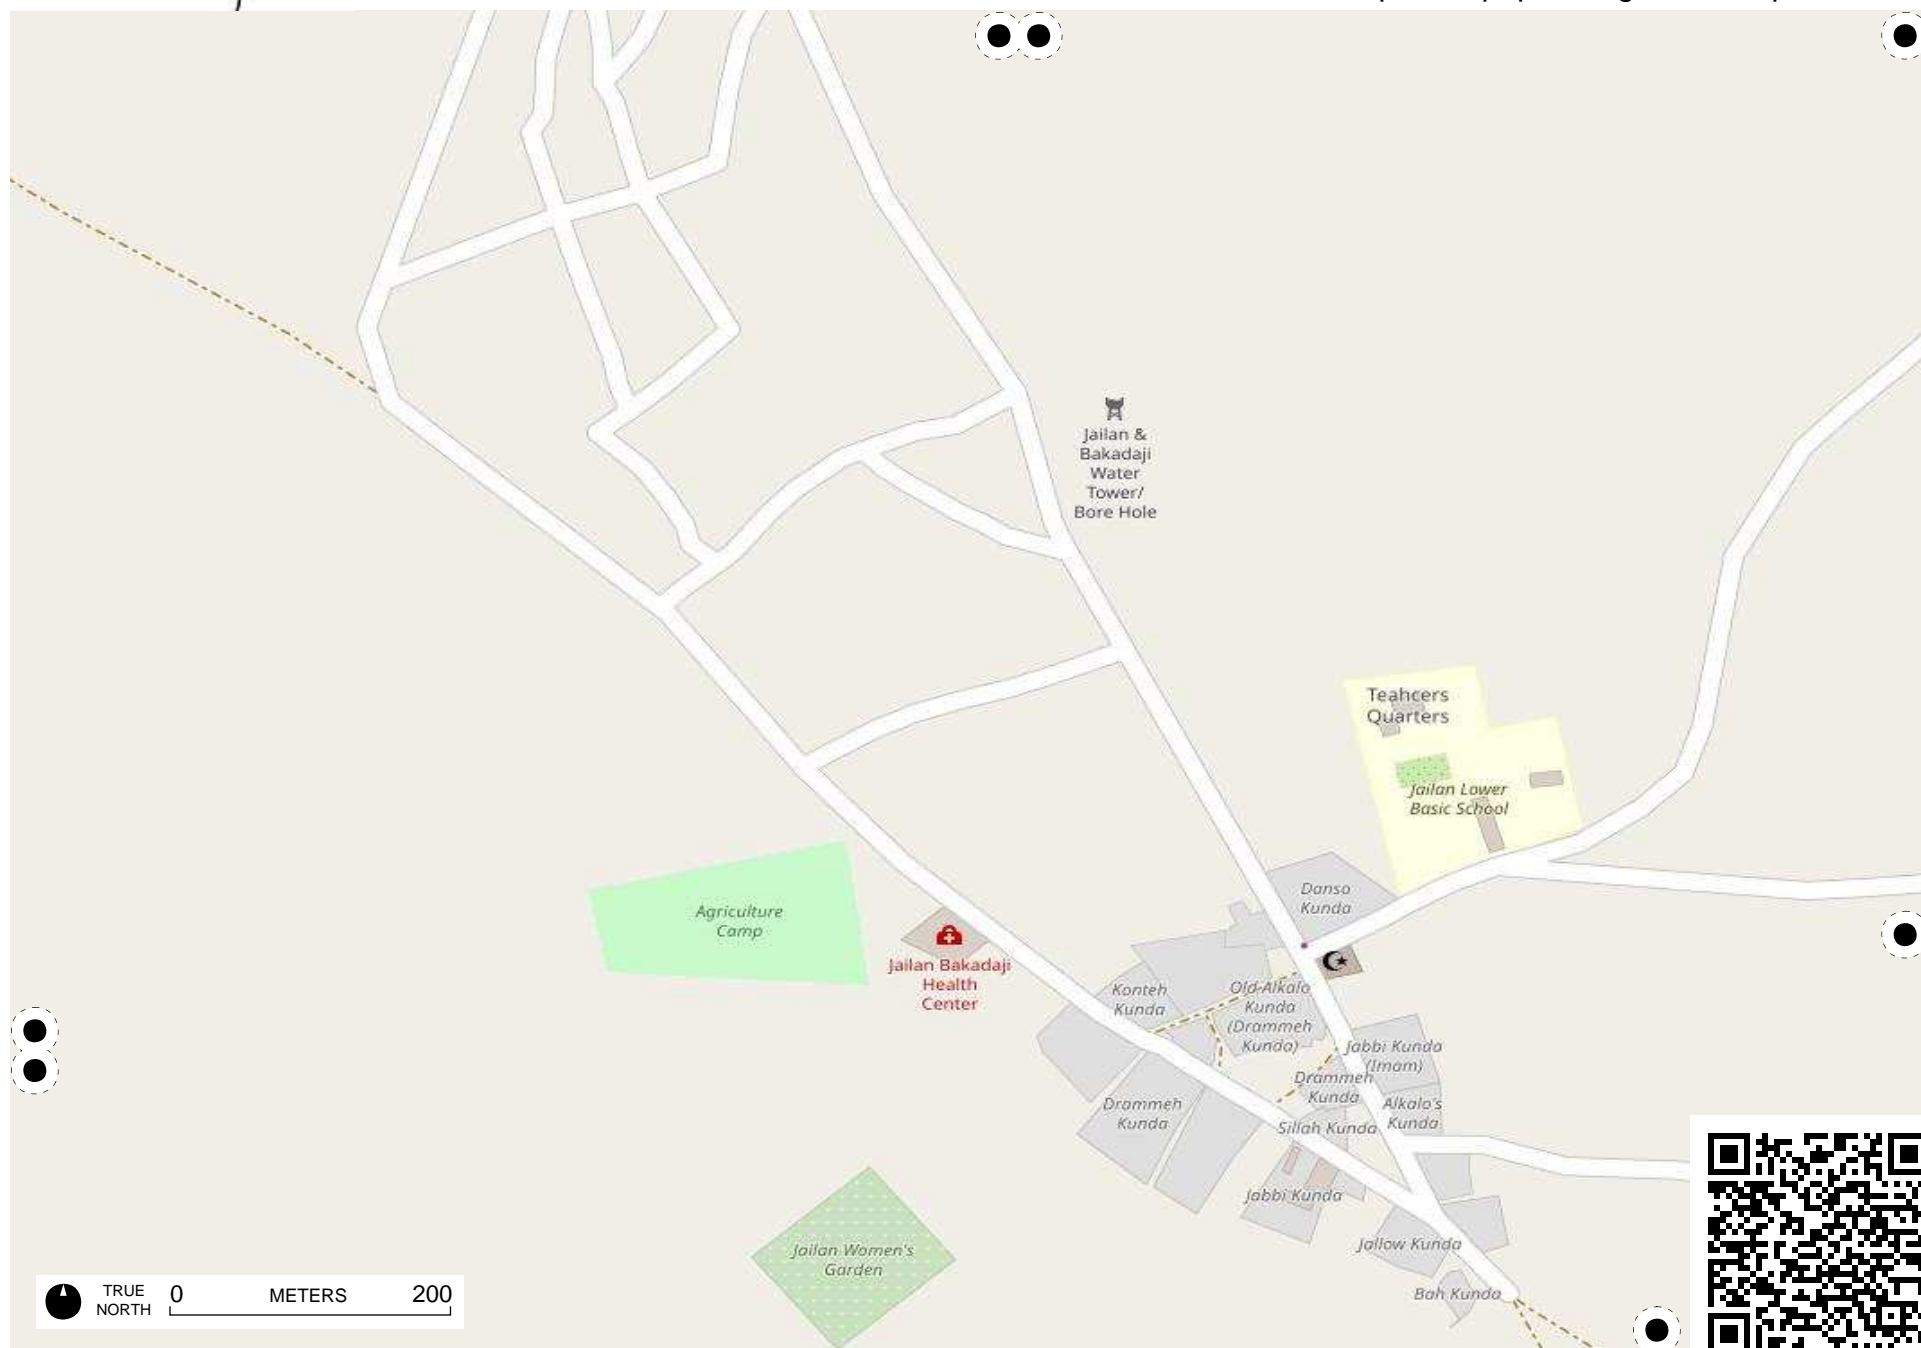 Jailan &
Bakadaji
Water
Tower/
Bore Hole
Teahcers
Quarters
Jailan Lower
Basic School
Danso
Kunda
Agriculture
Camp
Jailan Bakadaji
Health
Center
Konteh
Kunda
Old-Alkalo
Kunda
(Drammeh
Kunda)
Jabbi Kunda
(Imam)
Drammeh
Kunda
Alkalo's
Kunda
Drammeh
Kunda
Sillah Kunda
Jabbi Kunda
Jallow Kunda
Jailan Women's
Garden
Bah Kunda
TRUE
NORTH
0 METERS 200